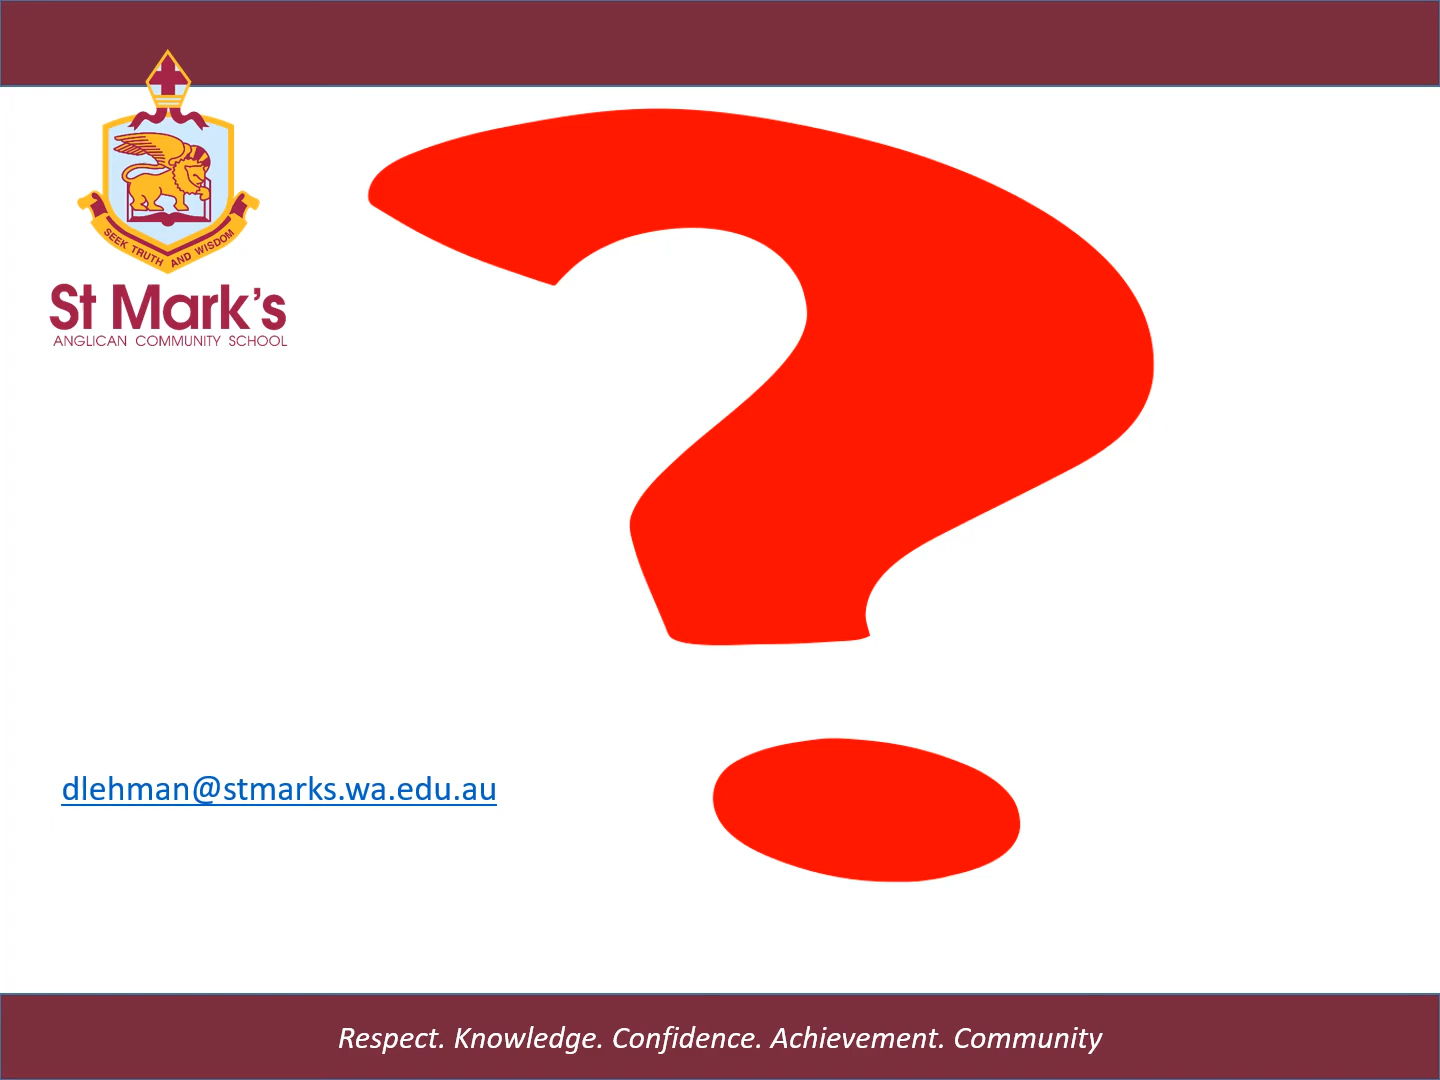 SEEK TRUTH AND WISDOM
St Mark's
ANGLICAN COMMUNITY SCHOOL
?
dlehman@stmarks.wa.edu.au
Respect. Knowledge. Confidence. Achievement. Community